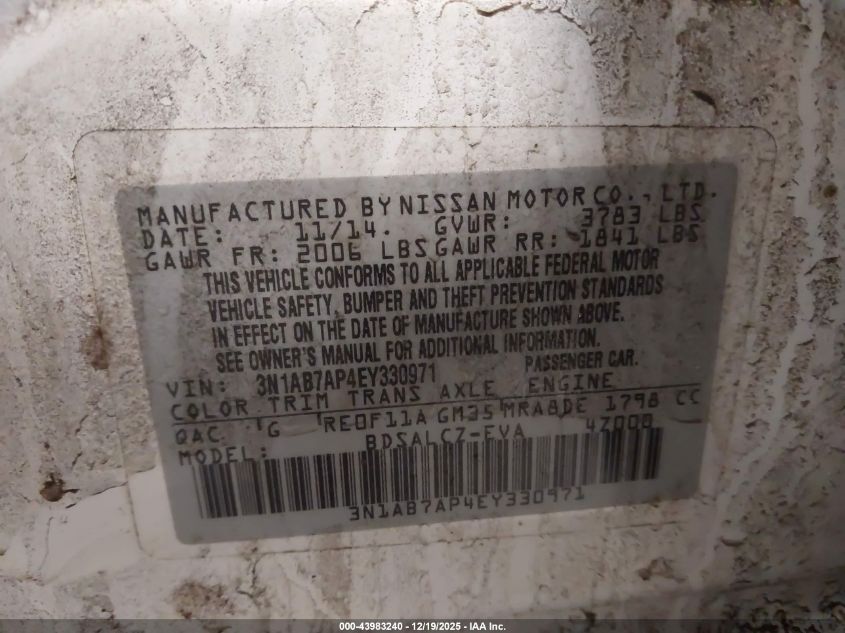 MANUFACTURED BY NISSAN MOTOR CO., LTD.
DATE: 11/14. GVWR: 3783 LBS
GAWR FR: 2006 LBS GAWR RR: 1841 LBS
THIS VEHICLE CONFORMS TO ALL APPLICABLE FEDERAL MOTOR
VEHICLE SAFETY, BUMPER AND THEFT PREVENTION STANDARDS
IN EFFECT ON THE DATE OF MANUFACTURE SHOWN ABOVE.
SEE OWNER'S MANUAL FOR ADDITIONAL INFORMATION.
VIN: 3N1AB7AP4EY330971 PASSENGER CAR.
COLOR TRIM TRANS AXLE ENGINE
QAC G RE0F11A GM35 MRA8DE 1798 CC
MODEL: BDSALCZ-EVA 4Z008
3N1AB7AP4EY330971
000-43983240 - 12/19/2025 - IAA Inc.